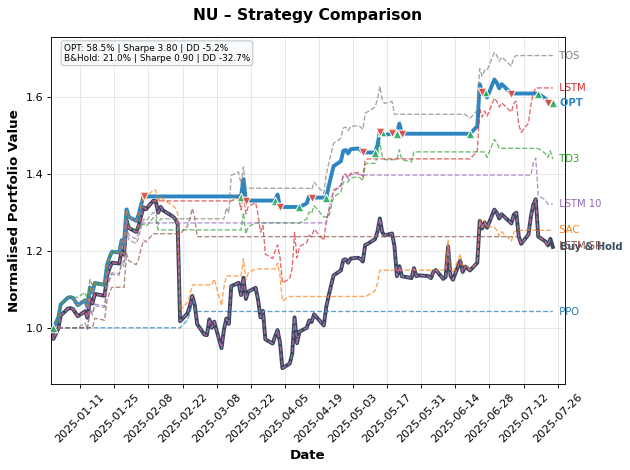 NU – Strategy Comparison
OPT: 58.5% | Sharpe 3.80 | DD -5.2%
B&Hold: 21.0% | Sharpe 0.90 | DD -32.7%
Normalised Portfolio Value
1.6
1.4
1.2
1.0
TOS
LSTM
OPT
TD3
LSTM 10
SAC
Buy & Hold
PPO
2025-01-11
2025-01-25
2025-02-08
2025-02-22
2025-03-08
2025-03-22
2025-04-05
2025-04-19
2025-05-03
2025-05-17
2025-05-31
2025-06-14
2025-06-28
2025-07-12
2025-07-26
Date